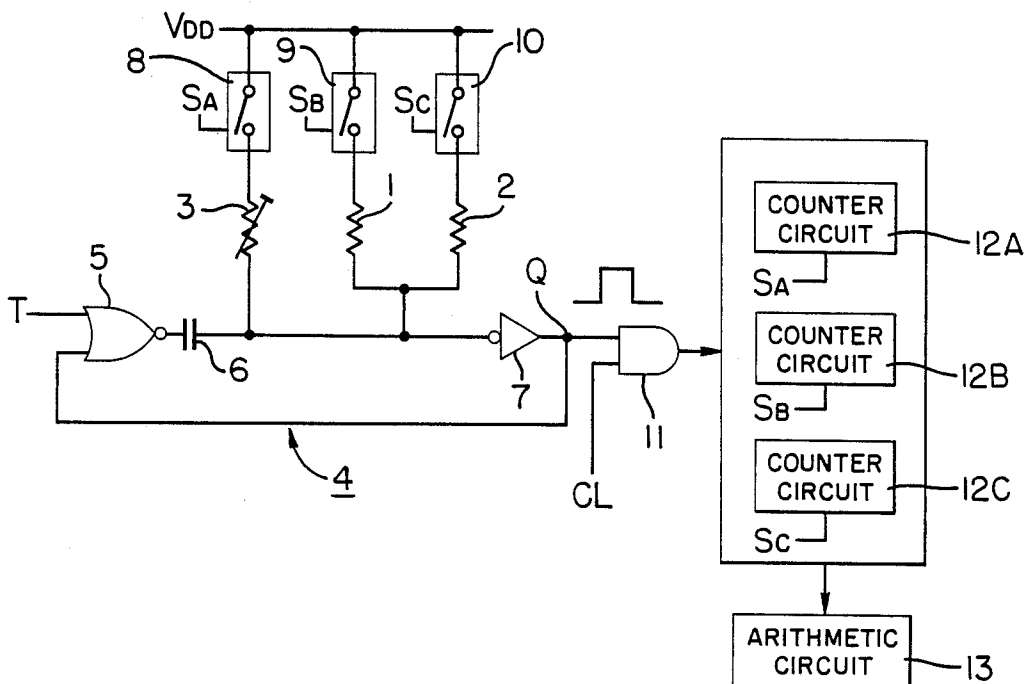 VDD
8
9
10
SA
SB
SC
3
1
2
5
T
6
Q
7
11
4
CL
COUNTER
CIRCUIT
12A
SA
COUNTER
CIRCUIT
12B
SB
COUNTER
CIRCUIT
12C
SC
ARITHMETIC
CIRCUIT
13